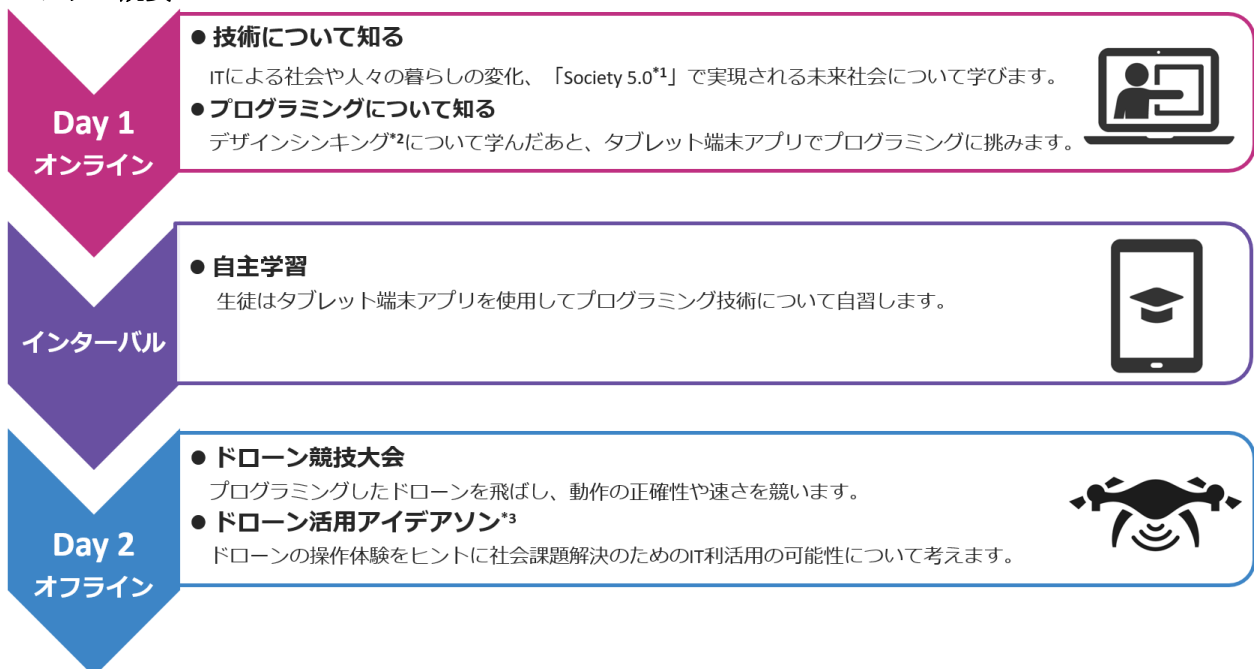 Day 1
オンライン
● 技術について知る
ITによる社会や人々の暮らしの変化、「Society 5.0*1」で実現される未来社会について学びます。
● プログラミングについて知る
デザインシンキング*2について学んだあと、タブレット端末アプリでプログラミングに挑みます。
インターバル
● 自主学習
生徒はタブレット端末アプリを使用してプログラミング技術について自習します。
Day 2
オフライン
● ドローン競技大会
プログラミングしたドローンを飛ばし、動作の正確性や速さを競います。
● ドローン活用アイデアソン*3
ドローンの操作体験をヒントに社会課題解決のためのIT利活用の可能性について考えます。